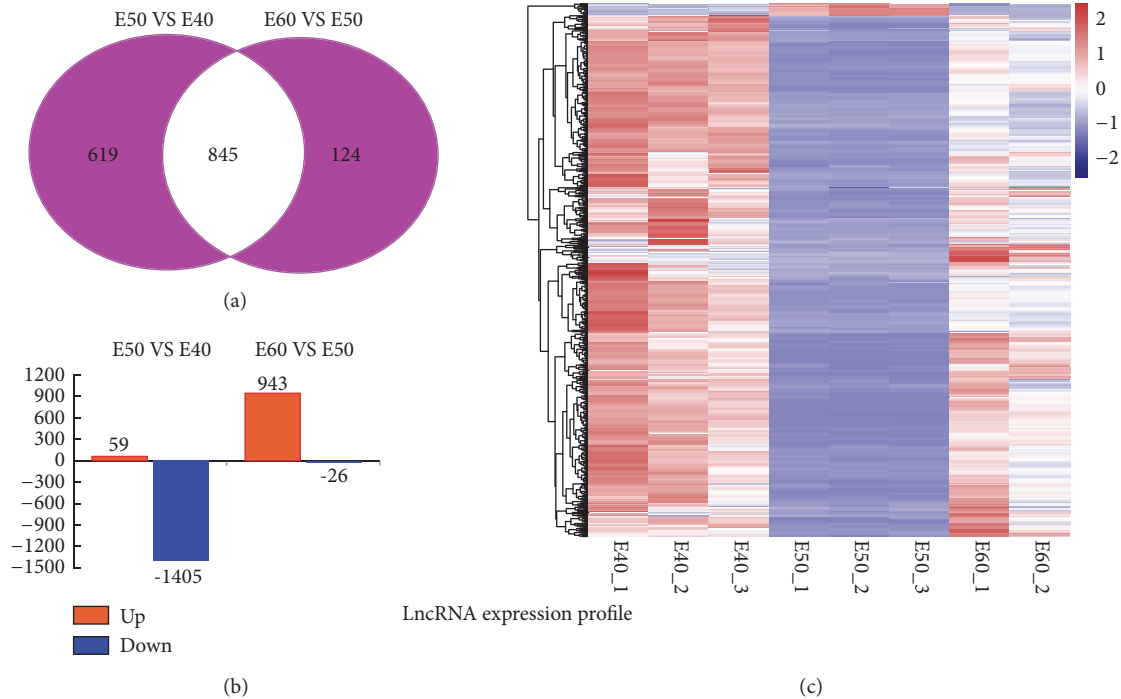 E50 VS E40
E60 VS E50
619
845
124
(a)
E50 VS E40
E60 VS E50
1200
900
600
300
0
−300
−600
−900
−1200
−1500
59
-1405
943
-26
Up
Down
(b)
2
1
0
−1
−2
E40_1
E40_2
E40_3
E50_1
E50_2
E50_3
E60_1
E60_2
LncRNA expression profile
(c)